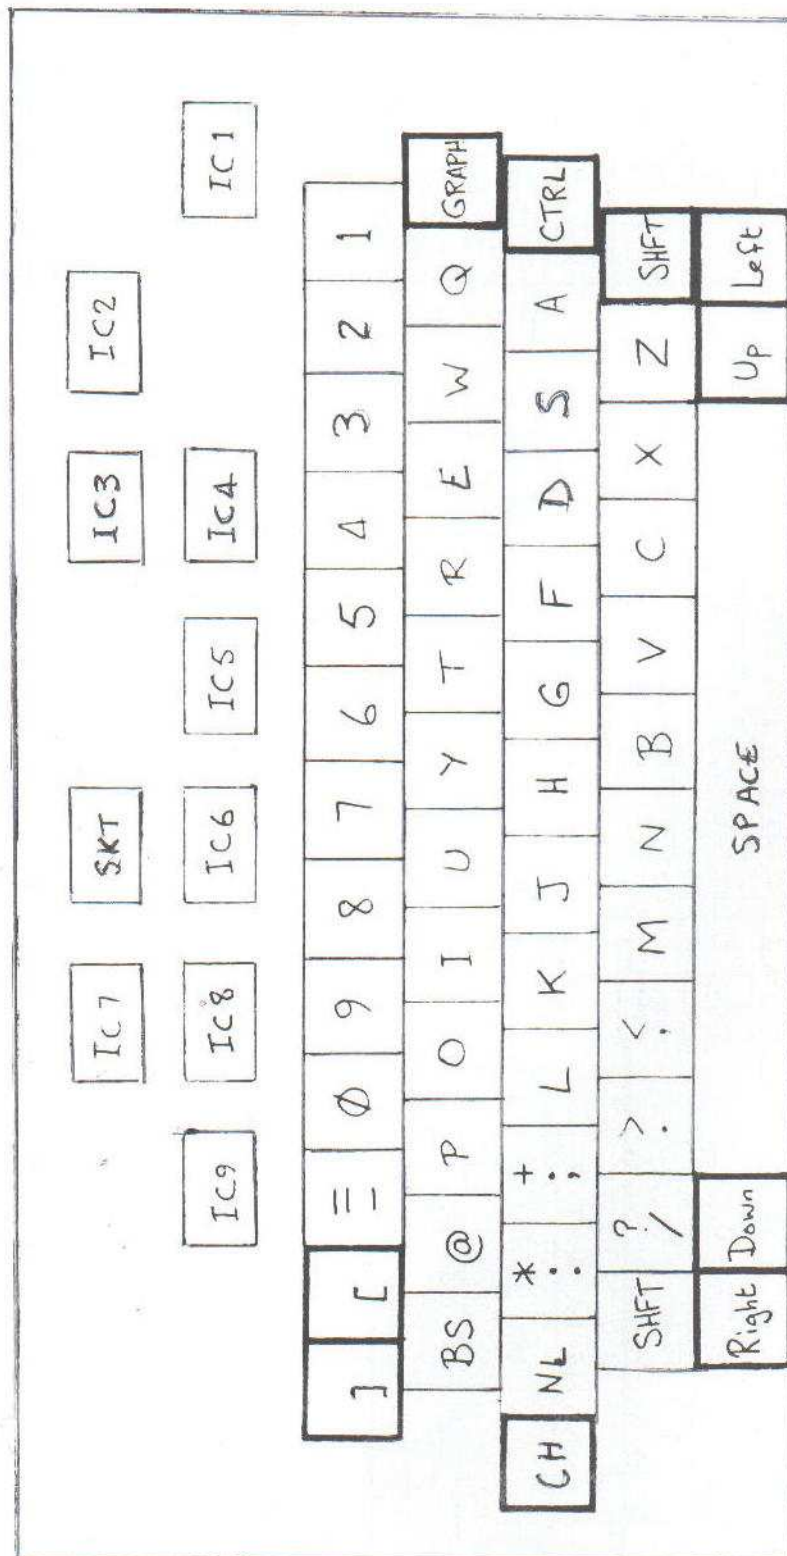 IC7 SKT IC3 IC2
IC9 IC8 IC6 IC5 IC4 IC1
] [ = Ø 9 8 7 6 5 4 3 2 1
BS @ P O I U Y T R E W Q GRAPH
CH NL * : + ; L K J H G F D S A CTRL
SHFT ? / > . < , M N B V C X Z SHFT
Right Down SPACE Up Left